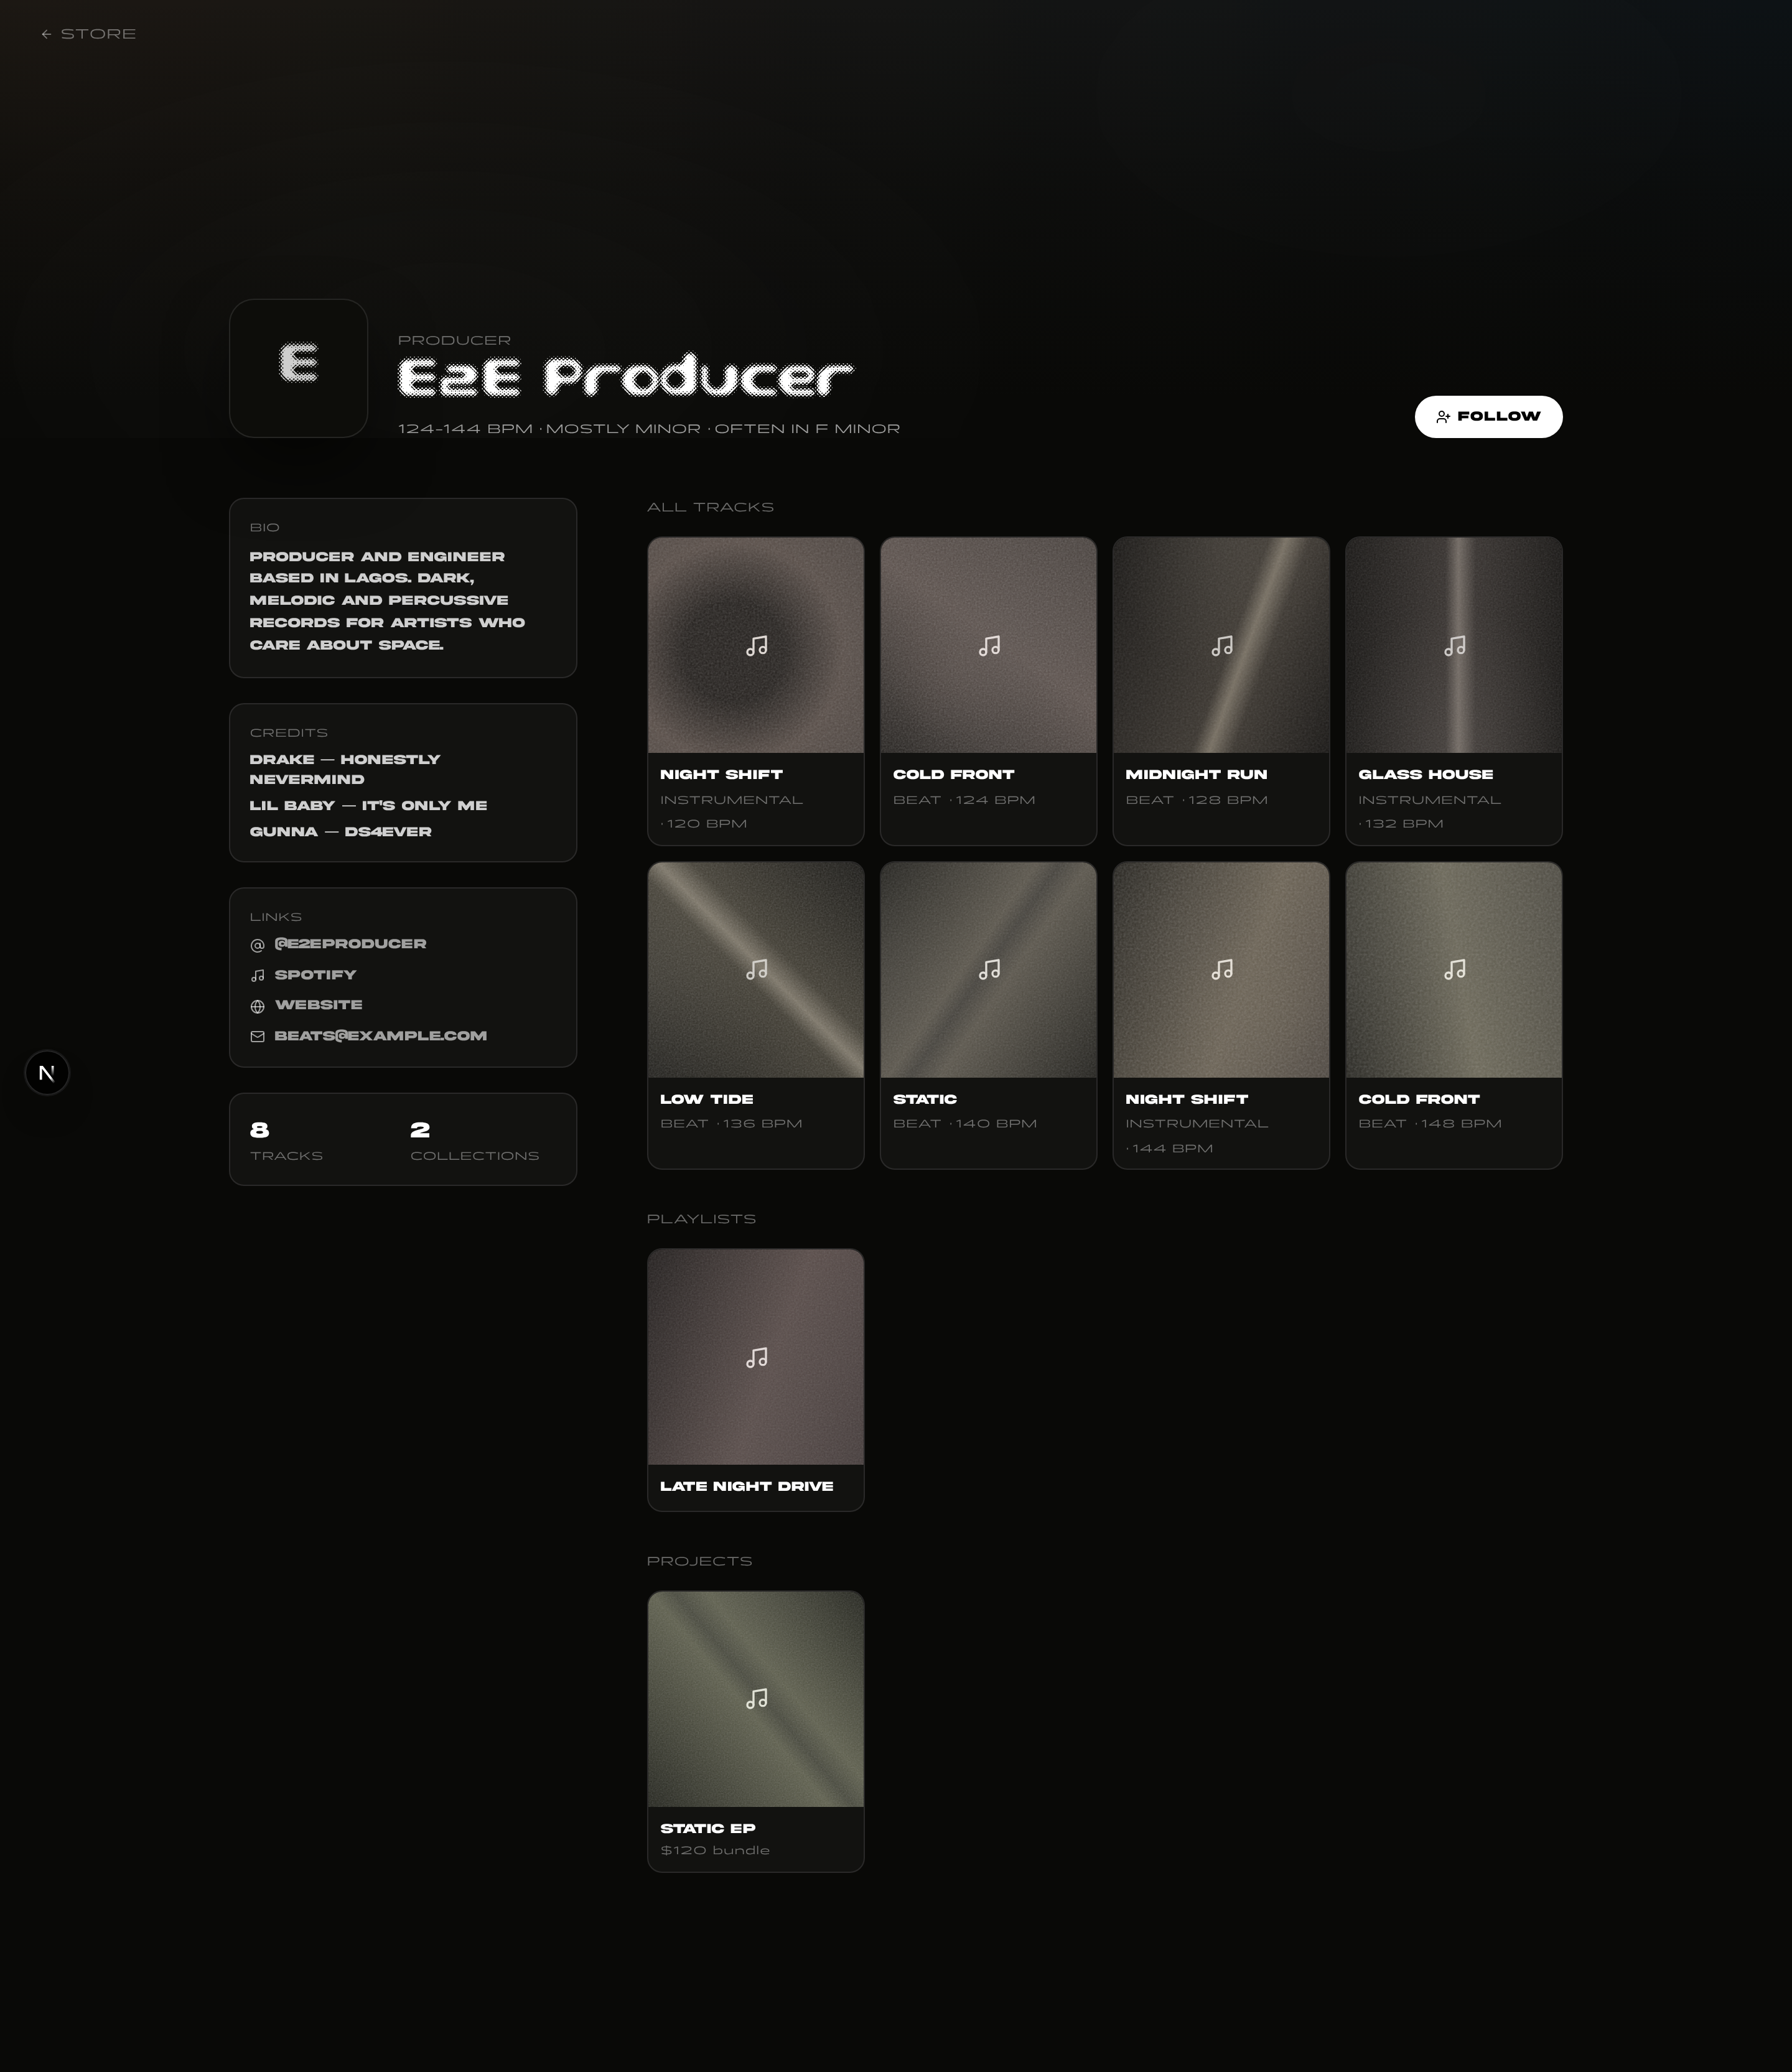 ← STORE
E
PRODUCER
E2E Producer
124-144 BPM · MOSTLY MINOR · OFTEN IN F MINOR
FOLLOW
BIO
PRODUCER AND ENGINEER
BASED IN LAGOS. DARK,
MELODIC AND PERCUSSIVE
RECORDS FOR ARTISTS WHO
CARE ABOUT SPACE.
CREDITS
DRAKE — HONESTLY
NEVERMIND
LIL BABY — IT'S ONLY ME
GUNNA — DS4EVER
LINKS
@E2EPRODUCER
SPOTIFY
WEBSITE
BEATS@EXAMPLE.COM
8
TRACKS
2
COLLECTIONS
N
ALL TRACKS
NIGHT SHIFT
INSTRUMENTAL
· 120 BPM
COLD FRONT
BEAT · 124 BPM
MIDNIGHT RUN
BEAT · 128 BPM
GLASS HOUSE
INSTRUMENTAL
· 132 BPM
LOW TIDE
BEAT · 136 BPM
STATIC
BEAT · 140 BPM
NIGHT SHIFT
INSTRUMENTAL
· 144 BPM
COLD FRONT
BEAT · 148 BPM
PLAYLISTS
LATE NIGHT DRIVE
PROJECTS
STATIC EP
$120 bundle